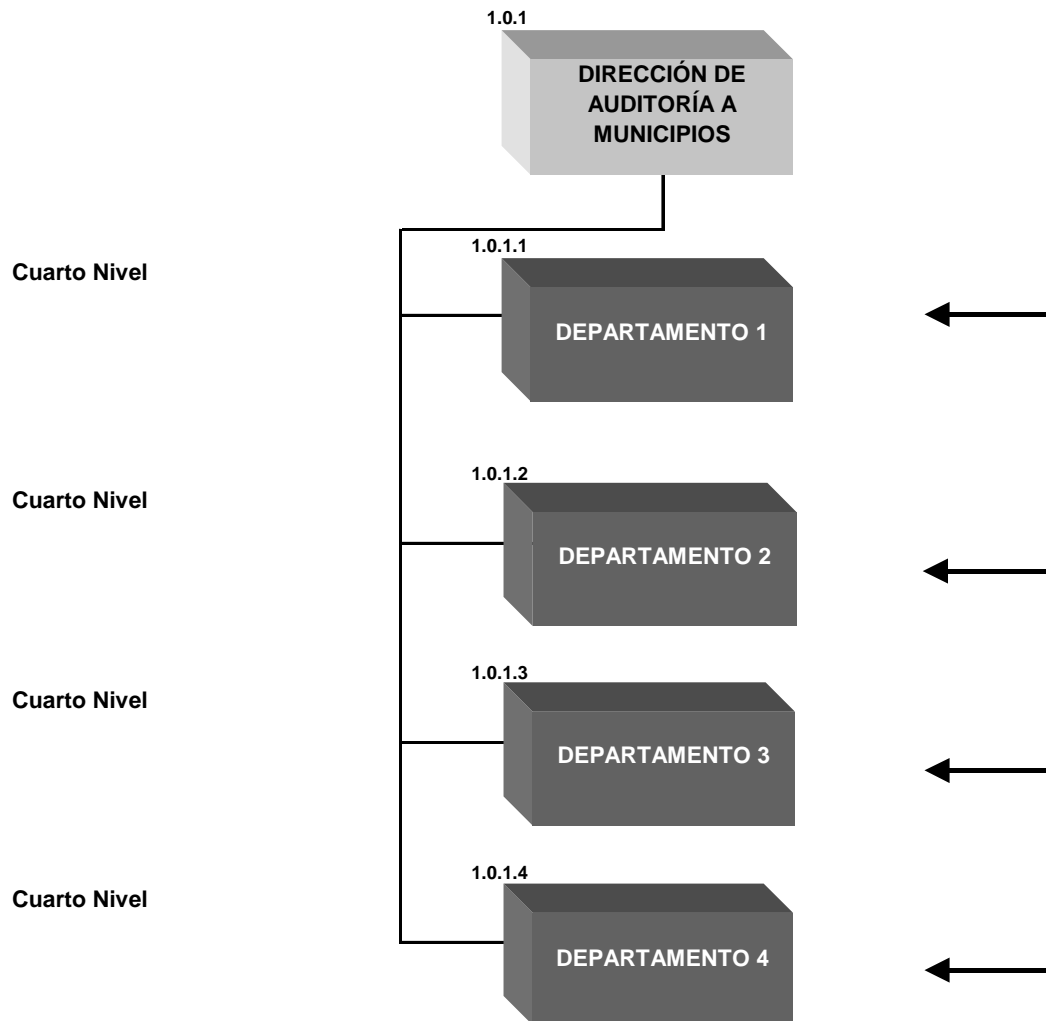 1.0.1
DIRECCIÓN DE
AUDITORÍA A
MUNICIPIOS
1.0.1.1
Cuarto Nivel
DEPARTAMENTO 1
1.0.1.2
Cuarto Nivel
DEPARTAMENTO 2
1.0.1.3
Cuarto Nivel
DEPARTAMENTO 3
1.0.1.4
Cuarto Nivel
DEPARTAMENTO 4